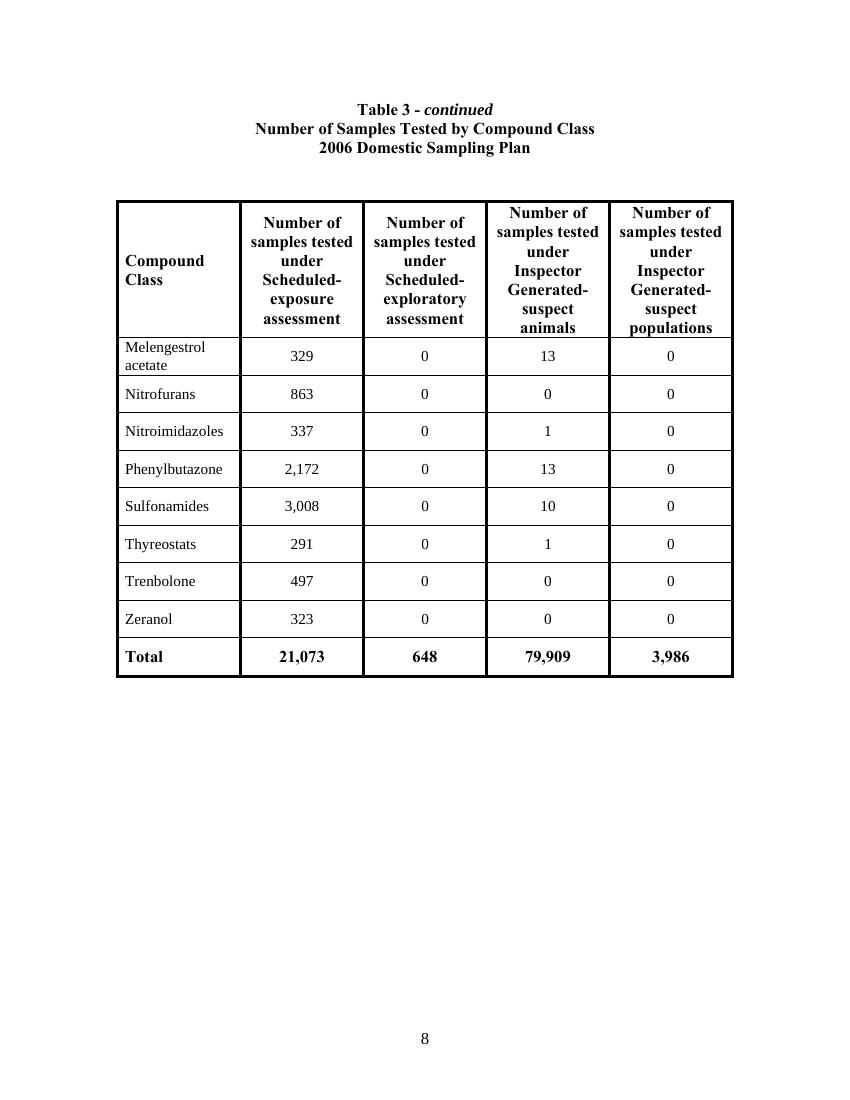 Table 3 - continued
Number of Samples Tested by Compound Class
2006 Domestic Sampling Plan
Compound
Class
Number of
samples tested
under
Scheduled-
exposure
assessment
Number of
samples tested
under
Scheduled-
exploratory
assessment
Number of
samples tested
under
Inspector
Generated-
suspect
animals
Number of
samples tested
under
Inspector
Generated-
suspect
populations
Melengestrol
acetate
329 0 13 0
Nitrofurans 863 0 0 0
Nitroimidazoles 337 0 1 0
Phenylbutazone 2,172 0 13 0
Sulfonamides 3,008 0 10 0
Thyreostats 291 0 1 0
Trenbolone 497 0 0 0
Zeranol 323 0 0 0
Total 21,073 648 79,909 3,986
8